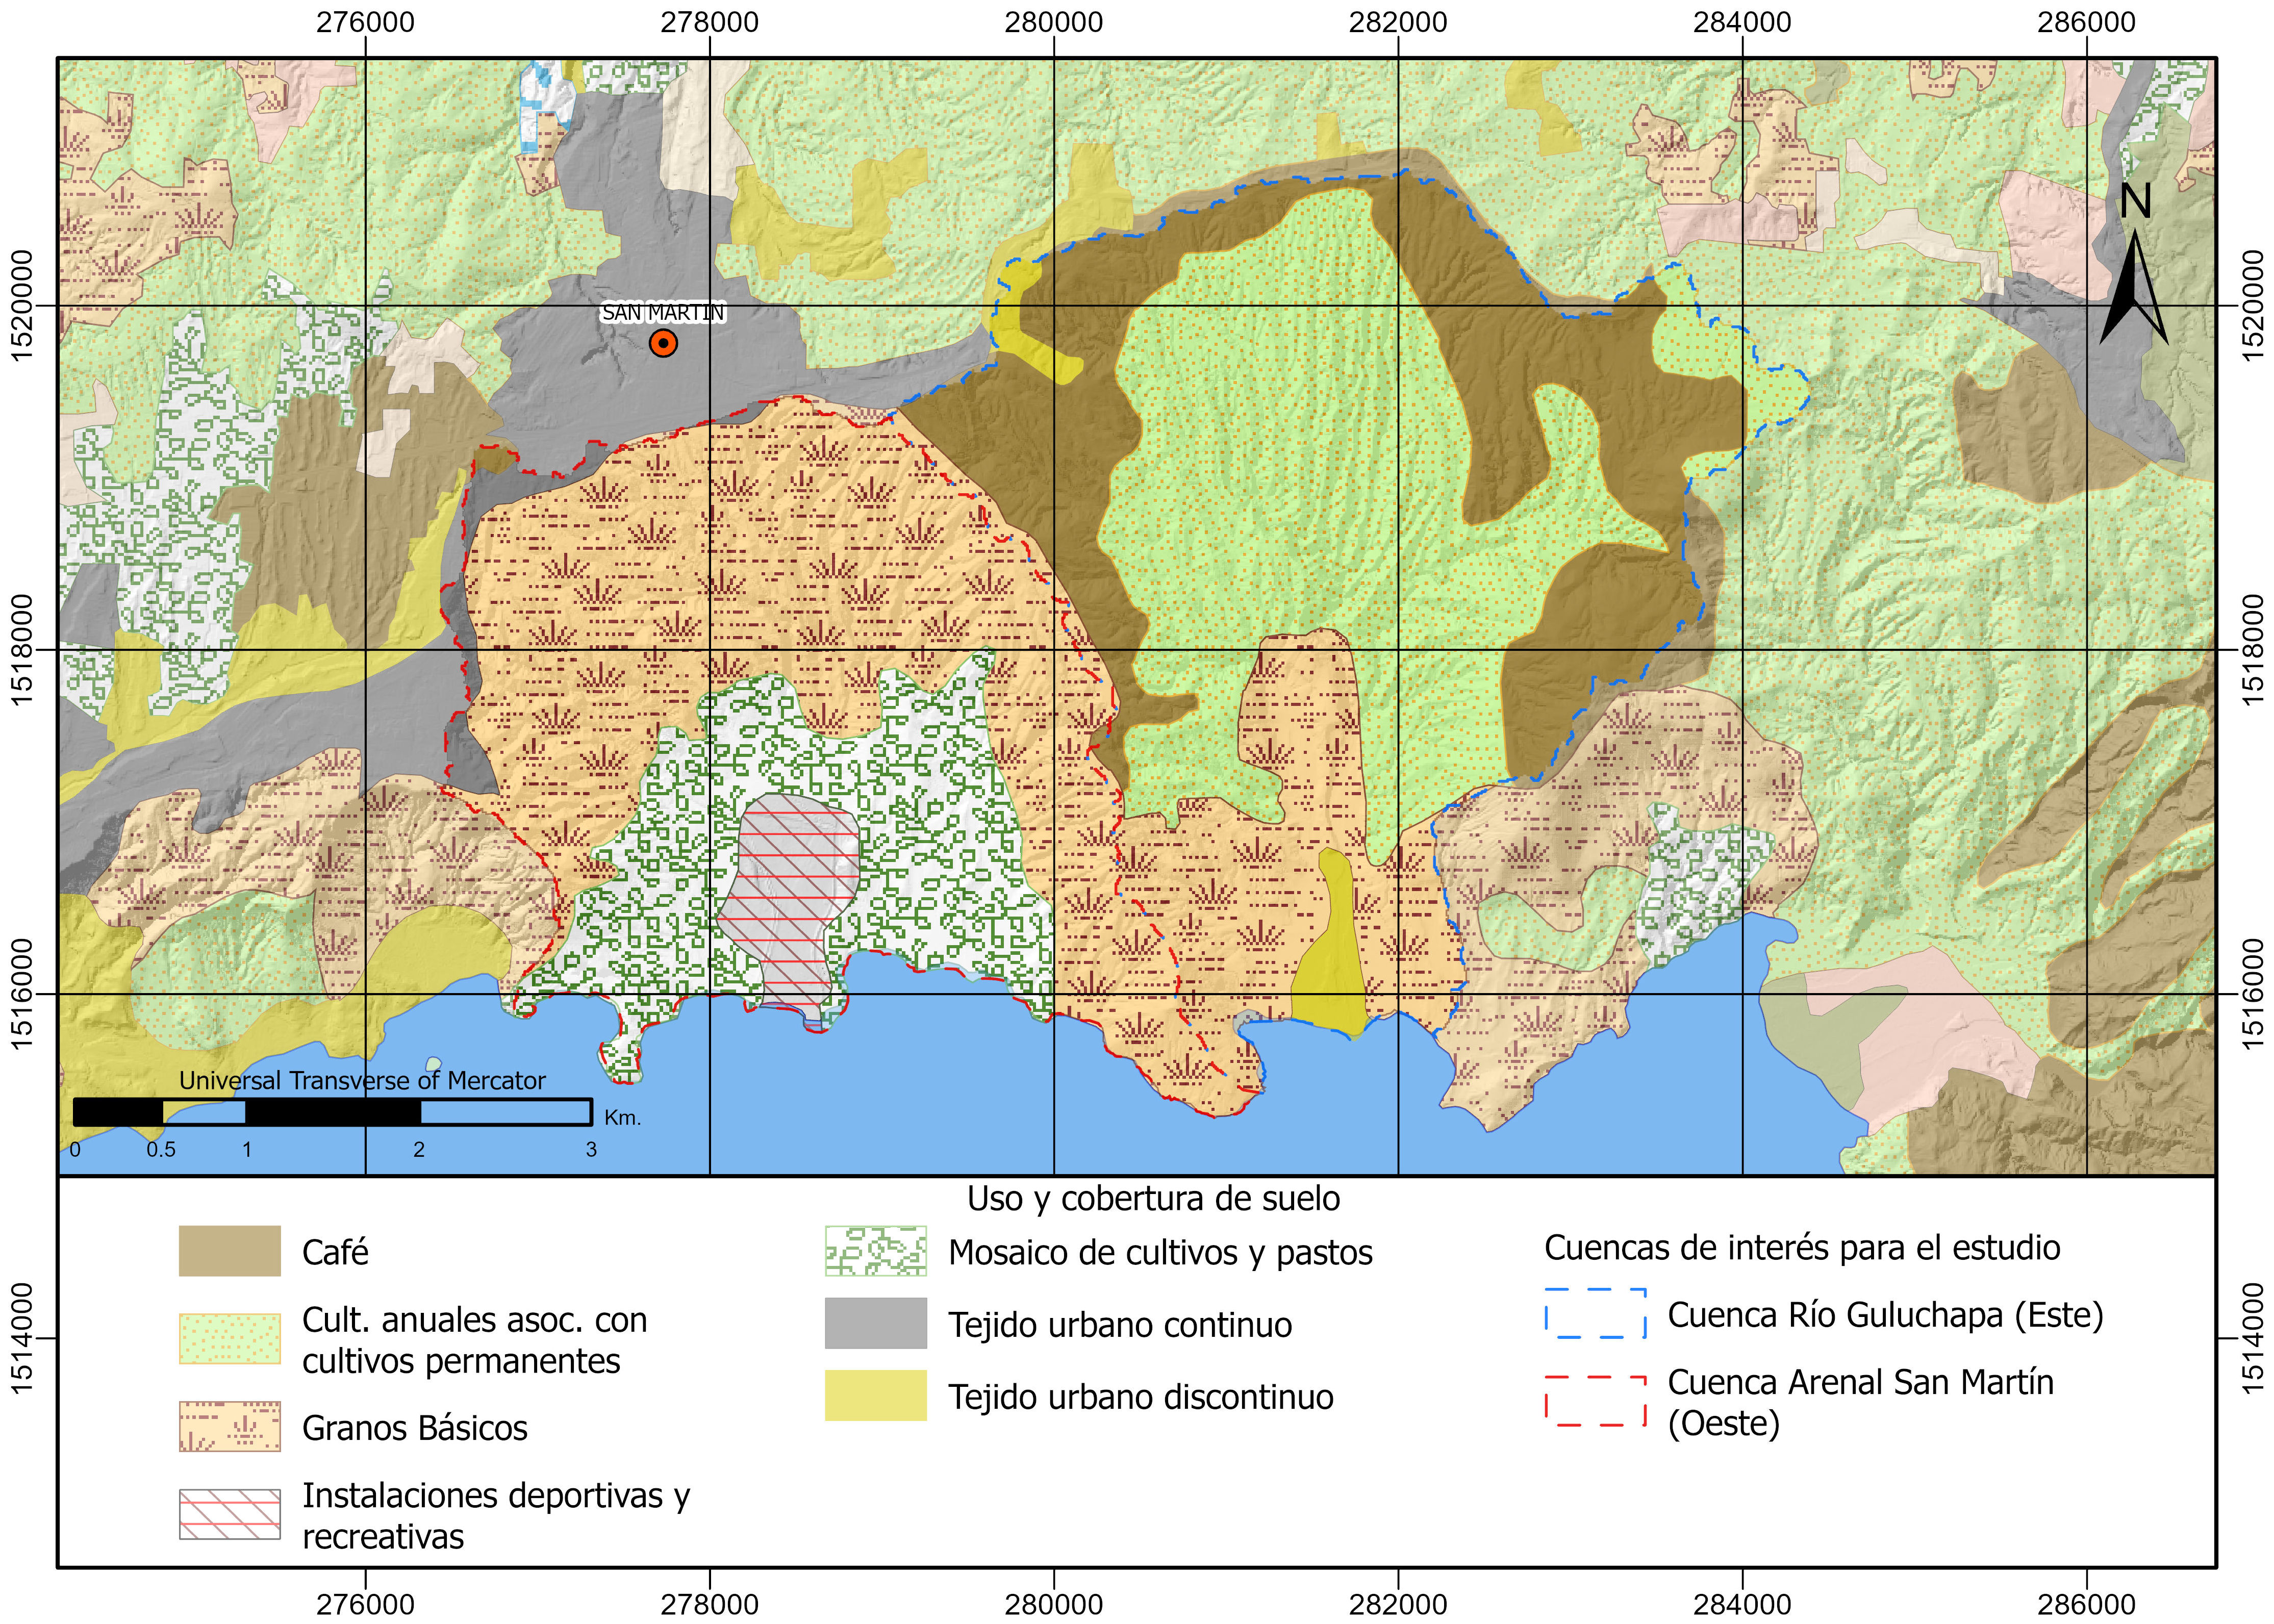 276000
278000
280000
282000
284000
286000
1520000
1518000
1516000
1514000
1520000
1518000
1516000
1514000
N
SAN MARTIN
Universal Transverse of Mercator
Km.
0
0.5
1
2
3
Uso y cobertura de suelo
Café
Cult. anuales asoc. con
cultivos permanentes
Granos Básicos
Instalaciones deportivas y
recreativas
Mosaico de cultivos y pastos
Tejido urbano continuo
Tejido urbano discontinuo
Cuencas de interés para el estudio
Cuenca Río Guluchapa (Este)
Cuenca Arenal San Martín
(Oeste)
276000
278000
280000
282000
284000
286000